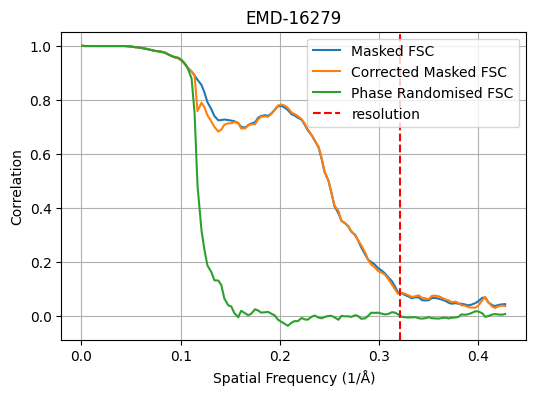 EMD-16279
Masked FSC
Corrected Masked FSC
Phase Randomised FSC
resolution
Correlation
1.0
0.8
0.6
0.4
0.2
0.0
0.0 0.1 0.2 0.3 0.4
Spatial Frequency (1/Å)